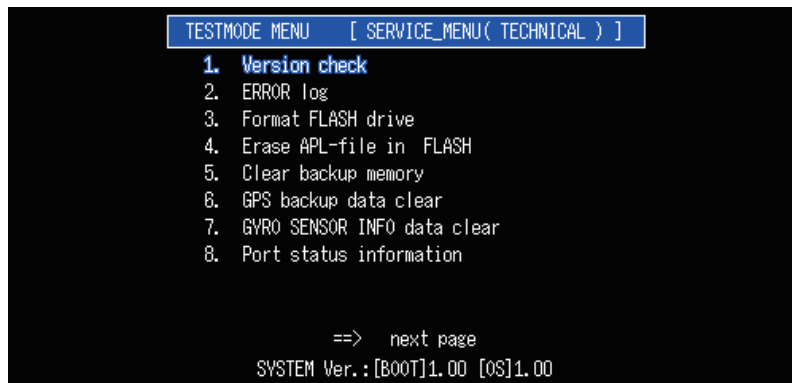 TESTMODE MENU [ SERVICE_MENU( TECHNICAL ) ]
1. Version check
2. ERROR log
3. Format FLASH drive
4. Erase APL-file in FLASH
5. Clear backup memory
6. GPS backup data clear
7. GYRO SENSOR INFO data clear
8. Port status information
==> next page
SYSTEM Ver.:[BOOT]1.00 [OS]1.00